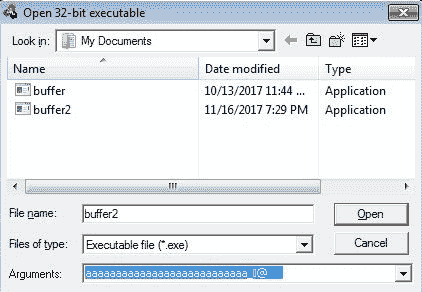 Open 32-bit executable
Look in: My Documents
Name Date modified Type
buffer 10/13/2017 11:44 ... Application
buffer2 11/16/2017 7:29 PM Application
File name: buffer2 Open
Files of type: Executable file (*.exe) Cancel
Arguments: